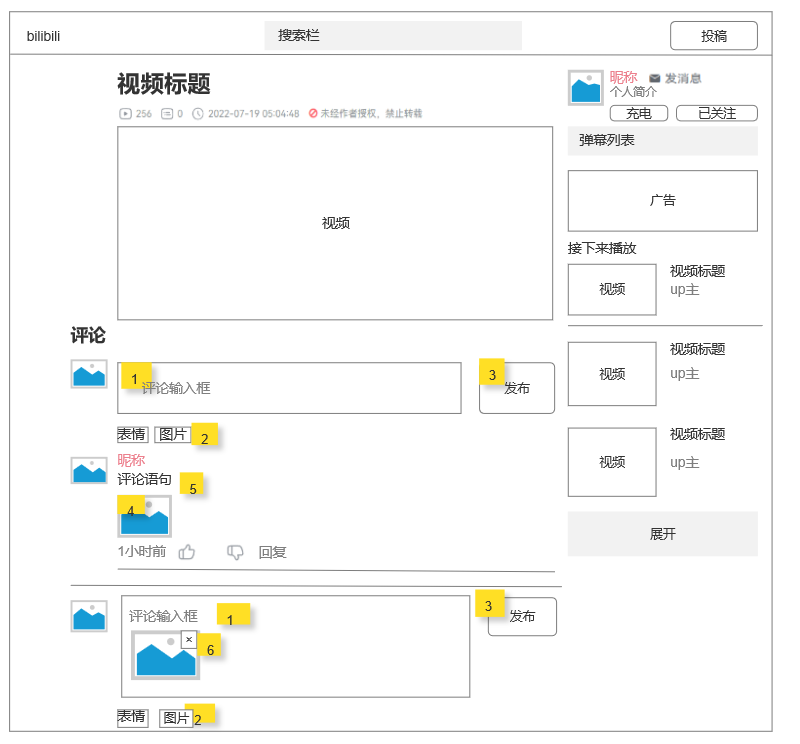 bilibili
搜索栏
投稿
视频标题
256 0 2022-07-19 05:04:48 未经作者授权，禁止转载
视频
昵称 发消息
个人简介
充电 已关注
弹幕列表
广告
接下来播放
视频 视频标题
up主
视频 视频标题
up主
视频 视频标题
up主
展开
评论
1 评论输入框
3 发布
表情 图片 2
昵称
评论语句 5
4
1小时前 回复
评论输入框 1
3 发布
× 6
表情 图片 2